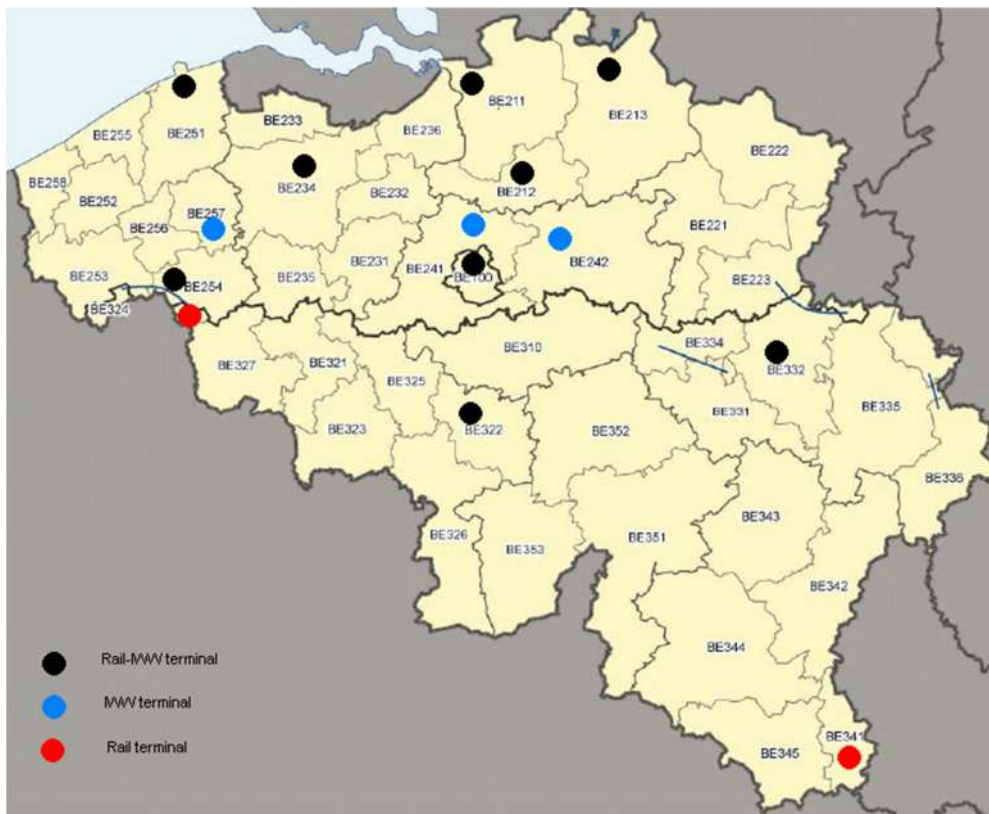 BE251
BE255
BE233
BE236
BE211
BE213
BE222
BE258
BE252
BE234
BE232
BE212
BE256
BE257
BE221
BE253
BE254
BE235
BE231
BE241
BE100
BE242
BE223
BE324
BE327
BE321
BE325
BE310
BE334
BE332
BE323
BE322
BE352
BE331
BE335
BE336
BE326
BE353
BE351
BE343
BE342
BE344
BE345
BE341
Rail-IWW terminal
IWW terminal
Rail terminal